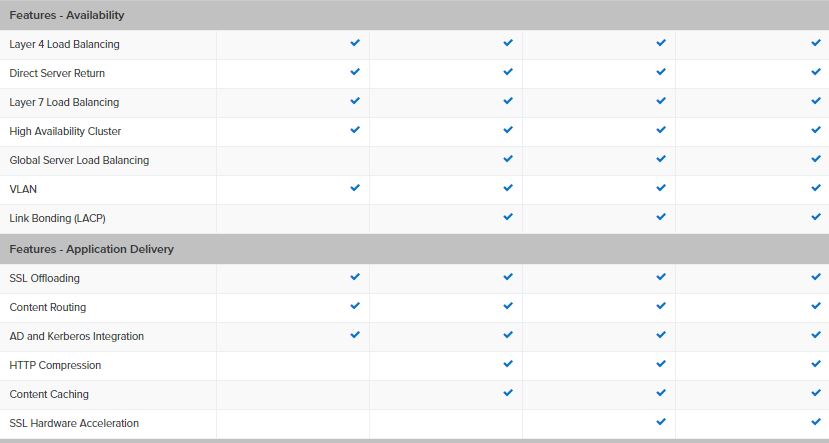 Features - Availability
Layer 4 Load Balancing
Direct Server Return
Layer 7 Load Balancing
High Availability Cluster
Global Server Load Balancing
VLAN
Link Bonding (LACP)
Features - Application Delivery
SSL Offloading
Content Routing
AD and Kerberos Integration
HTTP Compression
Content Caching
SSL Hardware Acceleration